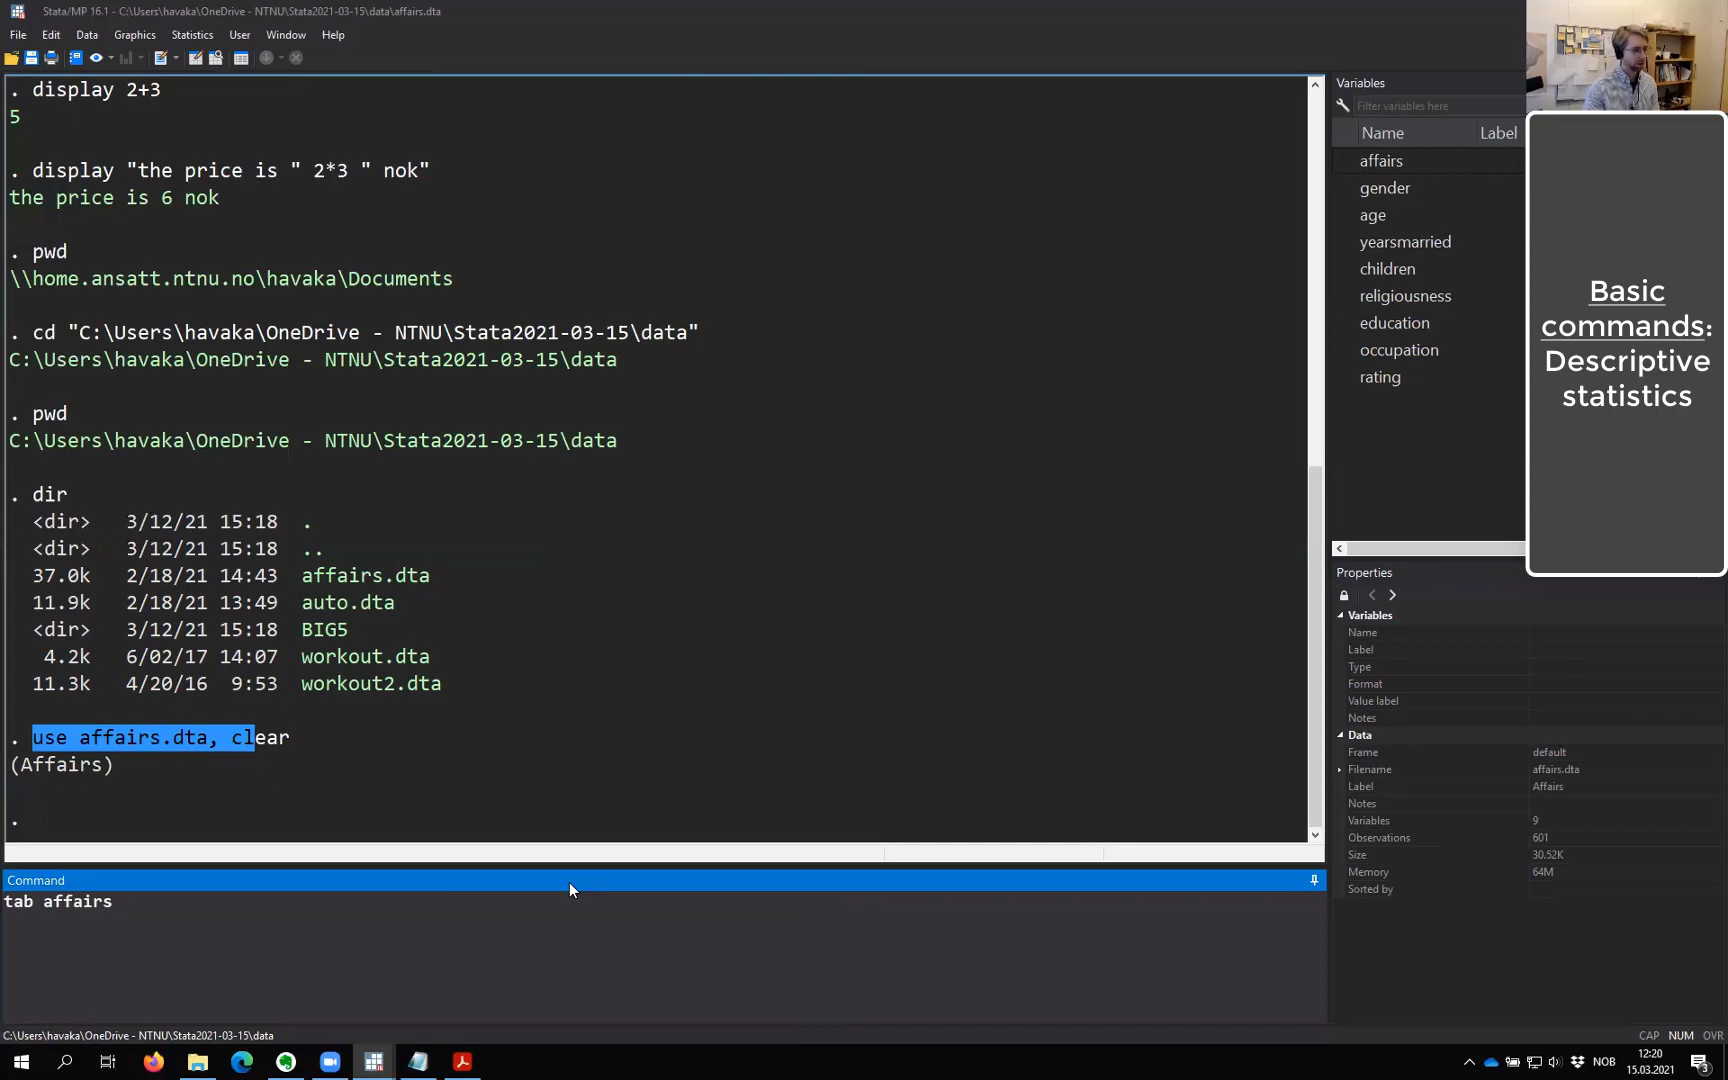 Stata/MP 16.1 - C:\Users\havaka\OneDrive - NTNU\Stata2021-03-15\data\affairs.dta
File Edit Data Graphics Statistics User Window Help
. display 2+3
5
. display "the price is " 2*3 " nok"
the price is 6 nok
. pwd
\\home.ansatt.ntnu.no\havaka\Documents
. cd "C:\Users\havaka\OneDrive - NTNU\Stata2021-03-15\data"
C:\Users\havaka\OneDrive - NTNU\Stata2021-03-15\data
. pwd
C:\Users\havaka\OneDrive - NTNU\Stata2021-03-15\data
. dir
<dir> 3/12/21 15:18 .
<dir> 3/12/21 15:18 ..
37.0k 2/18/21 14:43 affairs.dta
11.9k 2/18/21 13:49 auto.dta
<dir> 3/12/21 15:18 BIG5
4.2k 6/02/17 14:07 workout.dta
11.3k 4/20/16 9:53 workout2.dta
. use affairs.dta, clear
(Affairs)
.
Command
tab affairs
C:\Users\havaka\OneDrive - NTNU\Stata2021-03-15\data
Variables
Filter variables here
Name Label
affairs
gender
age
yearsmarried
children
religiousness
education
occupation
rating
Basic
commands:
Descriptive
statistics
Properties
Variables
Name
Label
Type
Format
Value label
Notes
Data
Frame default
Filename affairs.dta
Label Affairs
Notes
Variables 9
Observations 601
Size 30.52K
Memory 64M
Sorted by
CAP NUM OVR
NOB
12:20
15.03.2021
3